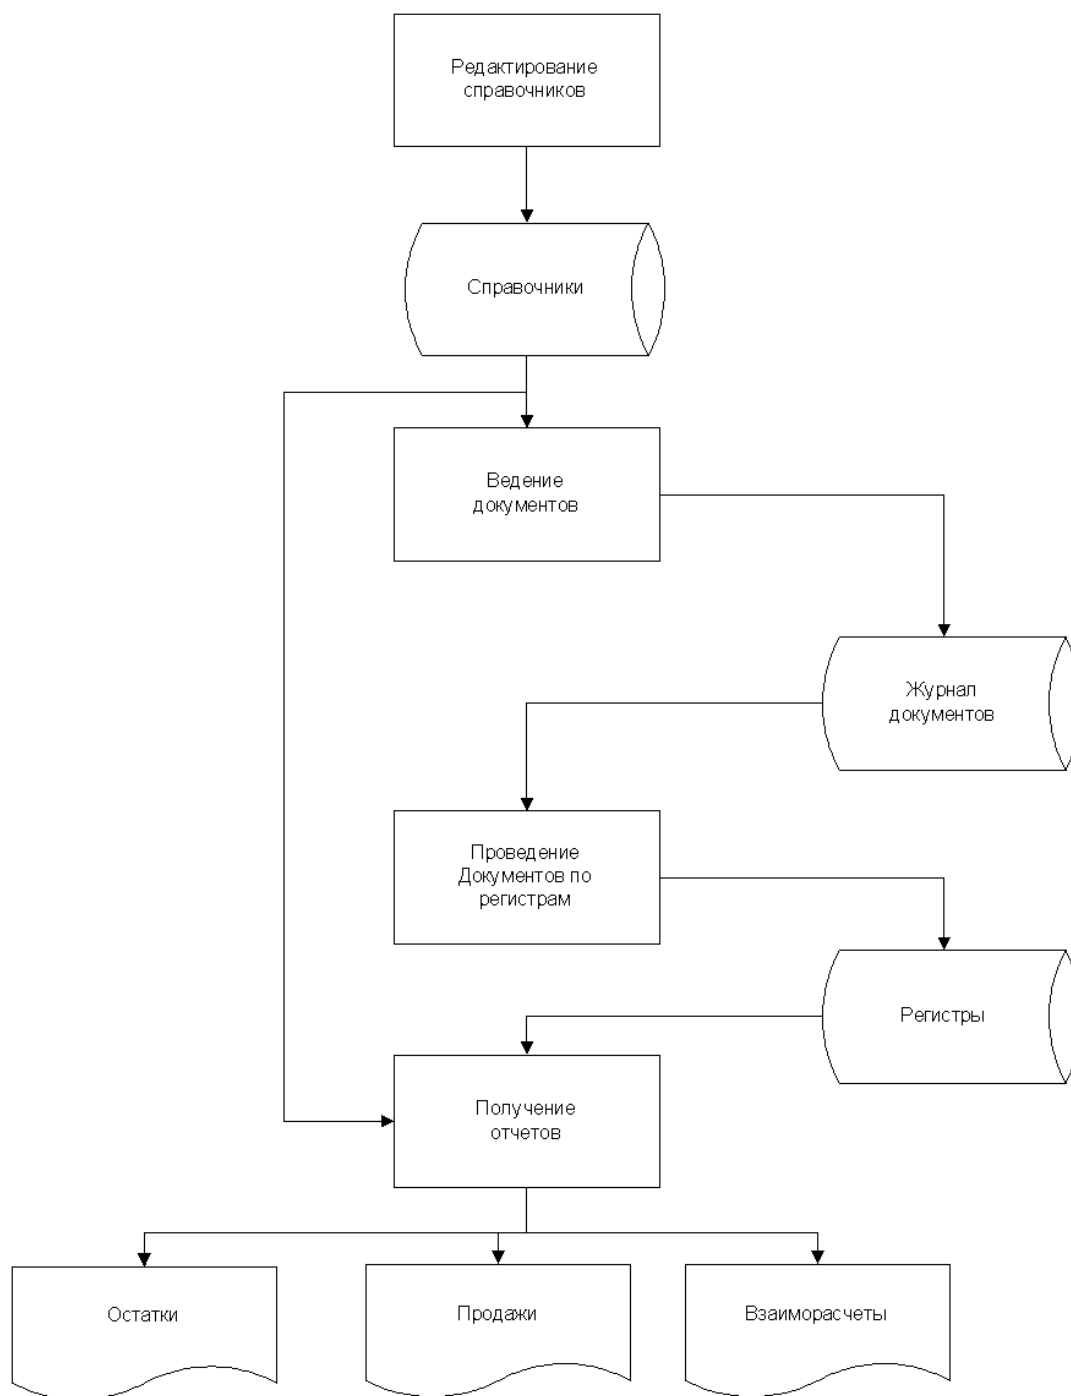 Редактирование
справочников
Справочники
Ведение
документов
Журнал
документов
Проведение
Документов по
регистрам
Регистры
Получение
отчетов
Остатки
Продажи
Взаиморасчеты